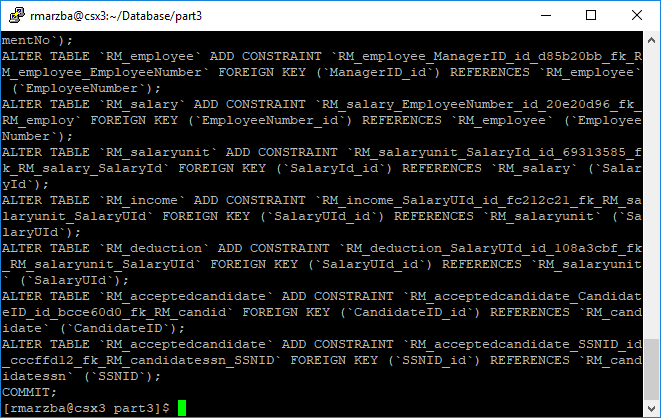 rmarzba@csx3:~/Database/part3
mentNo`);
ALTER TABLE `RM_employee` ADD CONSTRAINT `RM_employee_ManagerID_id_d85b20bb_fk_R
M_employee_EmployeeNumber` FOREIGN KEY (`ManagerID_id`) REFERENCES `RM_employee`
 (`EmployeeNumber`);
ALTER TABLE `RM_salary` ADD CONSTRAINT `RM_salary_EmployeeNumber_id_20e20d96_fk_
RM_employ` FOREIGN KEY (`EmployeeNumber_id`) REFERENCES `RM_employee` (`Employee
Number`);
ALTER TABLE `RM_salaryunit` ADD CONSTRAINT `RM_salaryunit_SalaryId_id_69313585_f
k_RM_salary_SalaryId` FOREIGN KEY (`SalaryId_id`) REFERENCES `RM_salary` (`Salar
yId`);
ALTER TABLE `RM_income` ADD CONSTRAINT `RM_income_SalaryUId_id_fc212c21_fk_RM_sa
laryunit_SalaryUId` FOREIGN KEY (`SalaryUId_id`) REFERENCES `RM_salaryunit` (`Sa
laryUId`);
ALTER TABLE `RM_deduction` ADD CONSTRAINT `RM_deduction_SalaryUId_id_108a3cbf_fk
_RM_salaryunit_SalaryUId` FOREIGN KEY (`SalaryUId_id`) REFERENCES `RM_salaryunit
` (`SalaryUId`);
ALTER TABLE `RM_acceptedcandidate` ADD CONSTRAINT `RM_acceptedcandidate_Candidat
eID_id_bcce60d0_fk_RM_candid` FOREIGN KEY (`CandidateID_id`) REFERENCES `RM_cand
idate` (`CandidateID`);
ALTER TABLE `RM_acceptedcandidate` ADD CONSTRAINT `RM_acceptedcandidate_SSNID_id
_cccffd12_fk_RM_candidatessn_SSNID` FOREIGN KEY (`SSNID_id`) REFERENCES `RM_cand
idatessn` (`SSNID`);
COMMIT;
[rmarzba@csx3 part3]$